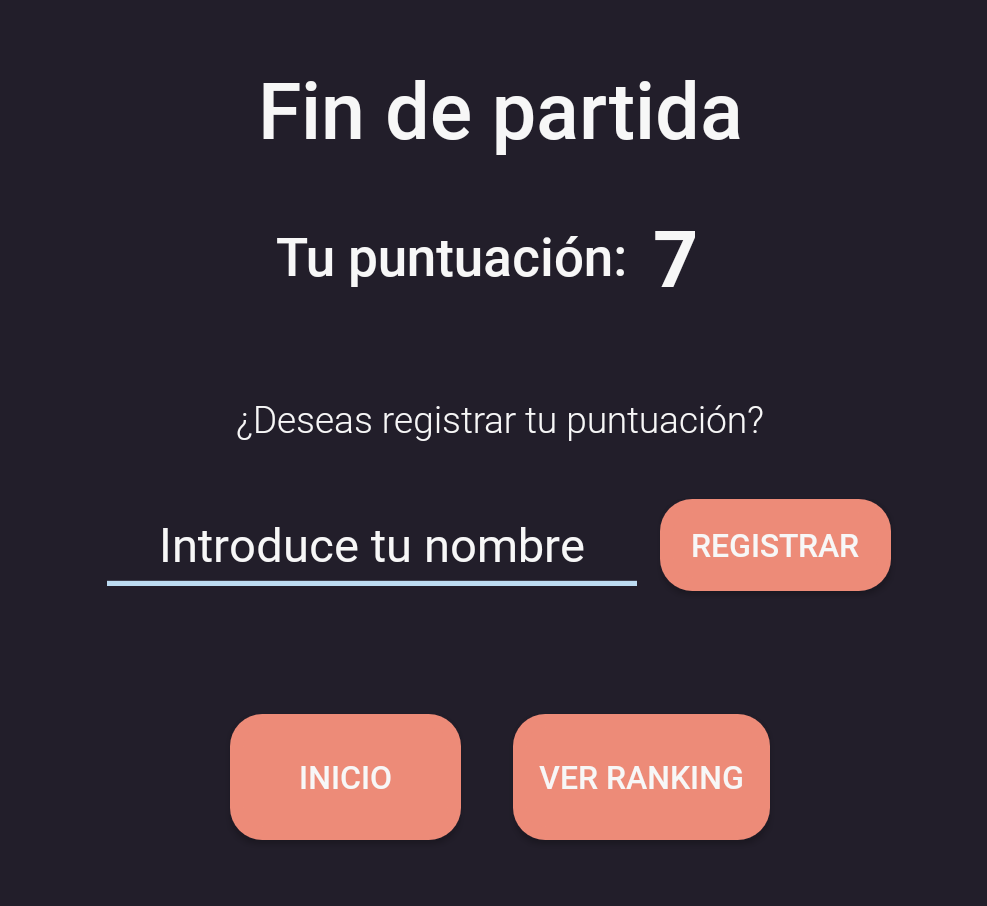 Fin de partida
Tu puntuación: 7
¿Deseas registrar tu puntuación?
Introduce tu nombre REGISTRAR
INICIO VER RANKING